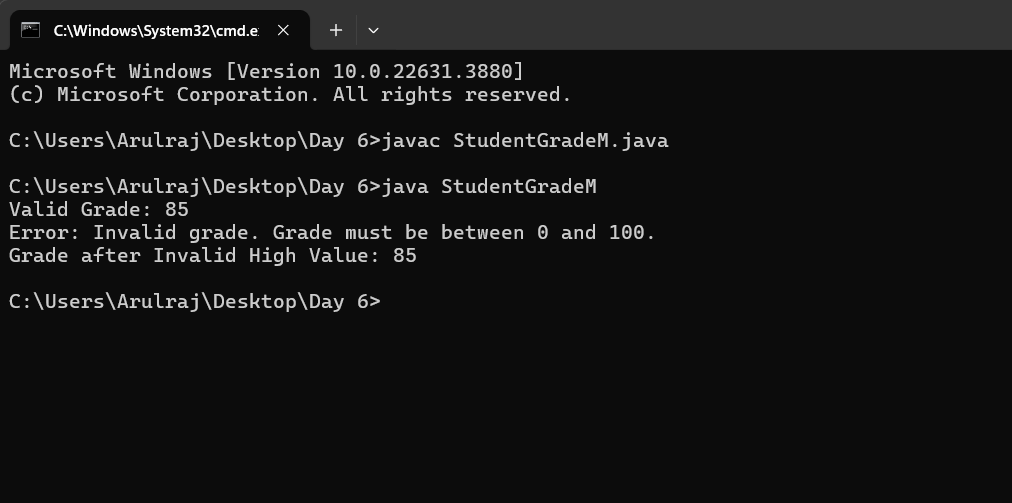 C:\Windows\System32\cmd.e
Microsoft Windows [Version 10.0.22631.3880]
(c) Microsoft Corporation. All rights reserved.
C:\Users\Arulraj\Desktop\Day 6>javac StudentGradeM.java
C:\Users\Arulraj\Desktop\Day 6>java StudentGradeM
Valid Grade: 85
Error: Invalid grade. Grade must be between 0 and 100.
Grade after Invalid High Value: 85
C:\Users\Arulraj\Desktop\Day 6>